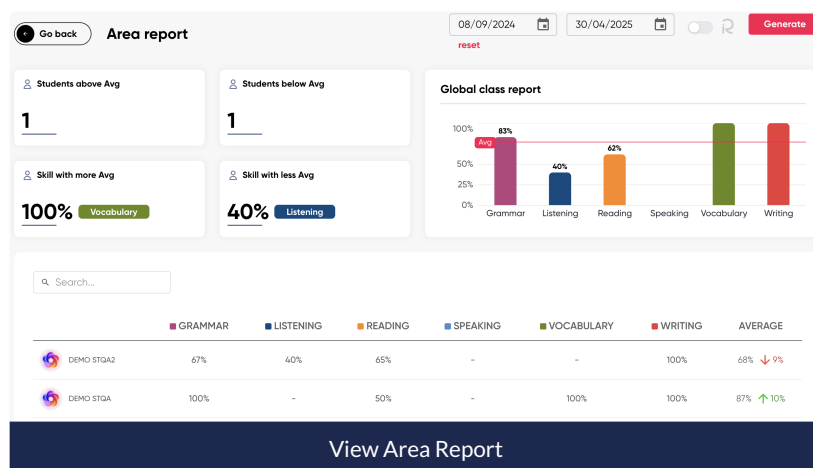 Go back
Area report
08/09/2024
30/04/2025
Generate
reset
Students above Avg
1
Students below Avg
1
Skill with more Avg
100% Vocabulary
Skill with less Avg
40% Listening
Global class report
100%
50%
25%
0%
Avg
83%
40%
62%
Grammar Listening Reading Speaking Vocabulary Writing
Search...
GRAMMAR LISTENING READING SPEAKING VOCABULARY WRITING AVERAGE
DEMO STQA2 67% 40% 65% - - 100% 68% 9%
DEMO STQA 100% - 50% - 100% 100% 87% 10%
View Area Report